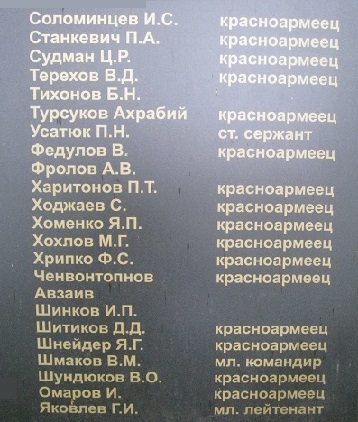 Соломинцев И.С. красноармеец
Станкевич П.А. красноармеец
Судман Ц.Р. красноармеец
Терехов В.Д. красноармеец
Тихонов Б.Н.
Турсуков Ахрабий красноармеец
Усатюк П.Н. ст. сержант
Федулов В. красноармеец
Фролов А.В.
Харитонов П.Т. красноармеец
Ходжаев С. красноармеец
Хоменко Я.П. красноармеец
Хохлов М.Г. красноармеец
Хрипко Ф.С. красноармеец
Ченвонтопнов красноармеец
Авзаив
Шинков И.П.
Шитиков Д.Д. красноармеец
Шнейдер Я.Г. красноармеец
Шмаков В.М. мл. командир
Шундюков В.О. красноармеец
Омаров И. красноармеец
Яковлев Г.И. мл. лейтенант